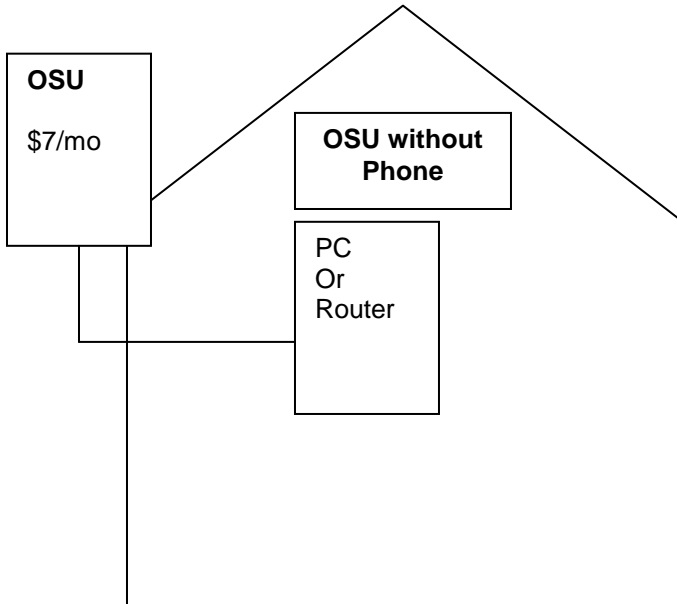 OSU
$7/mo
OSU without
Phone
PC
Or
Router